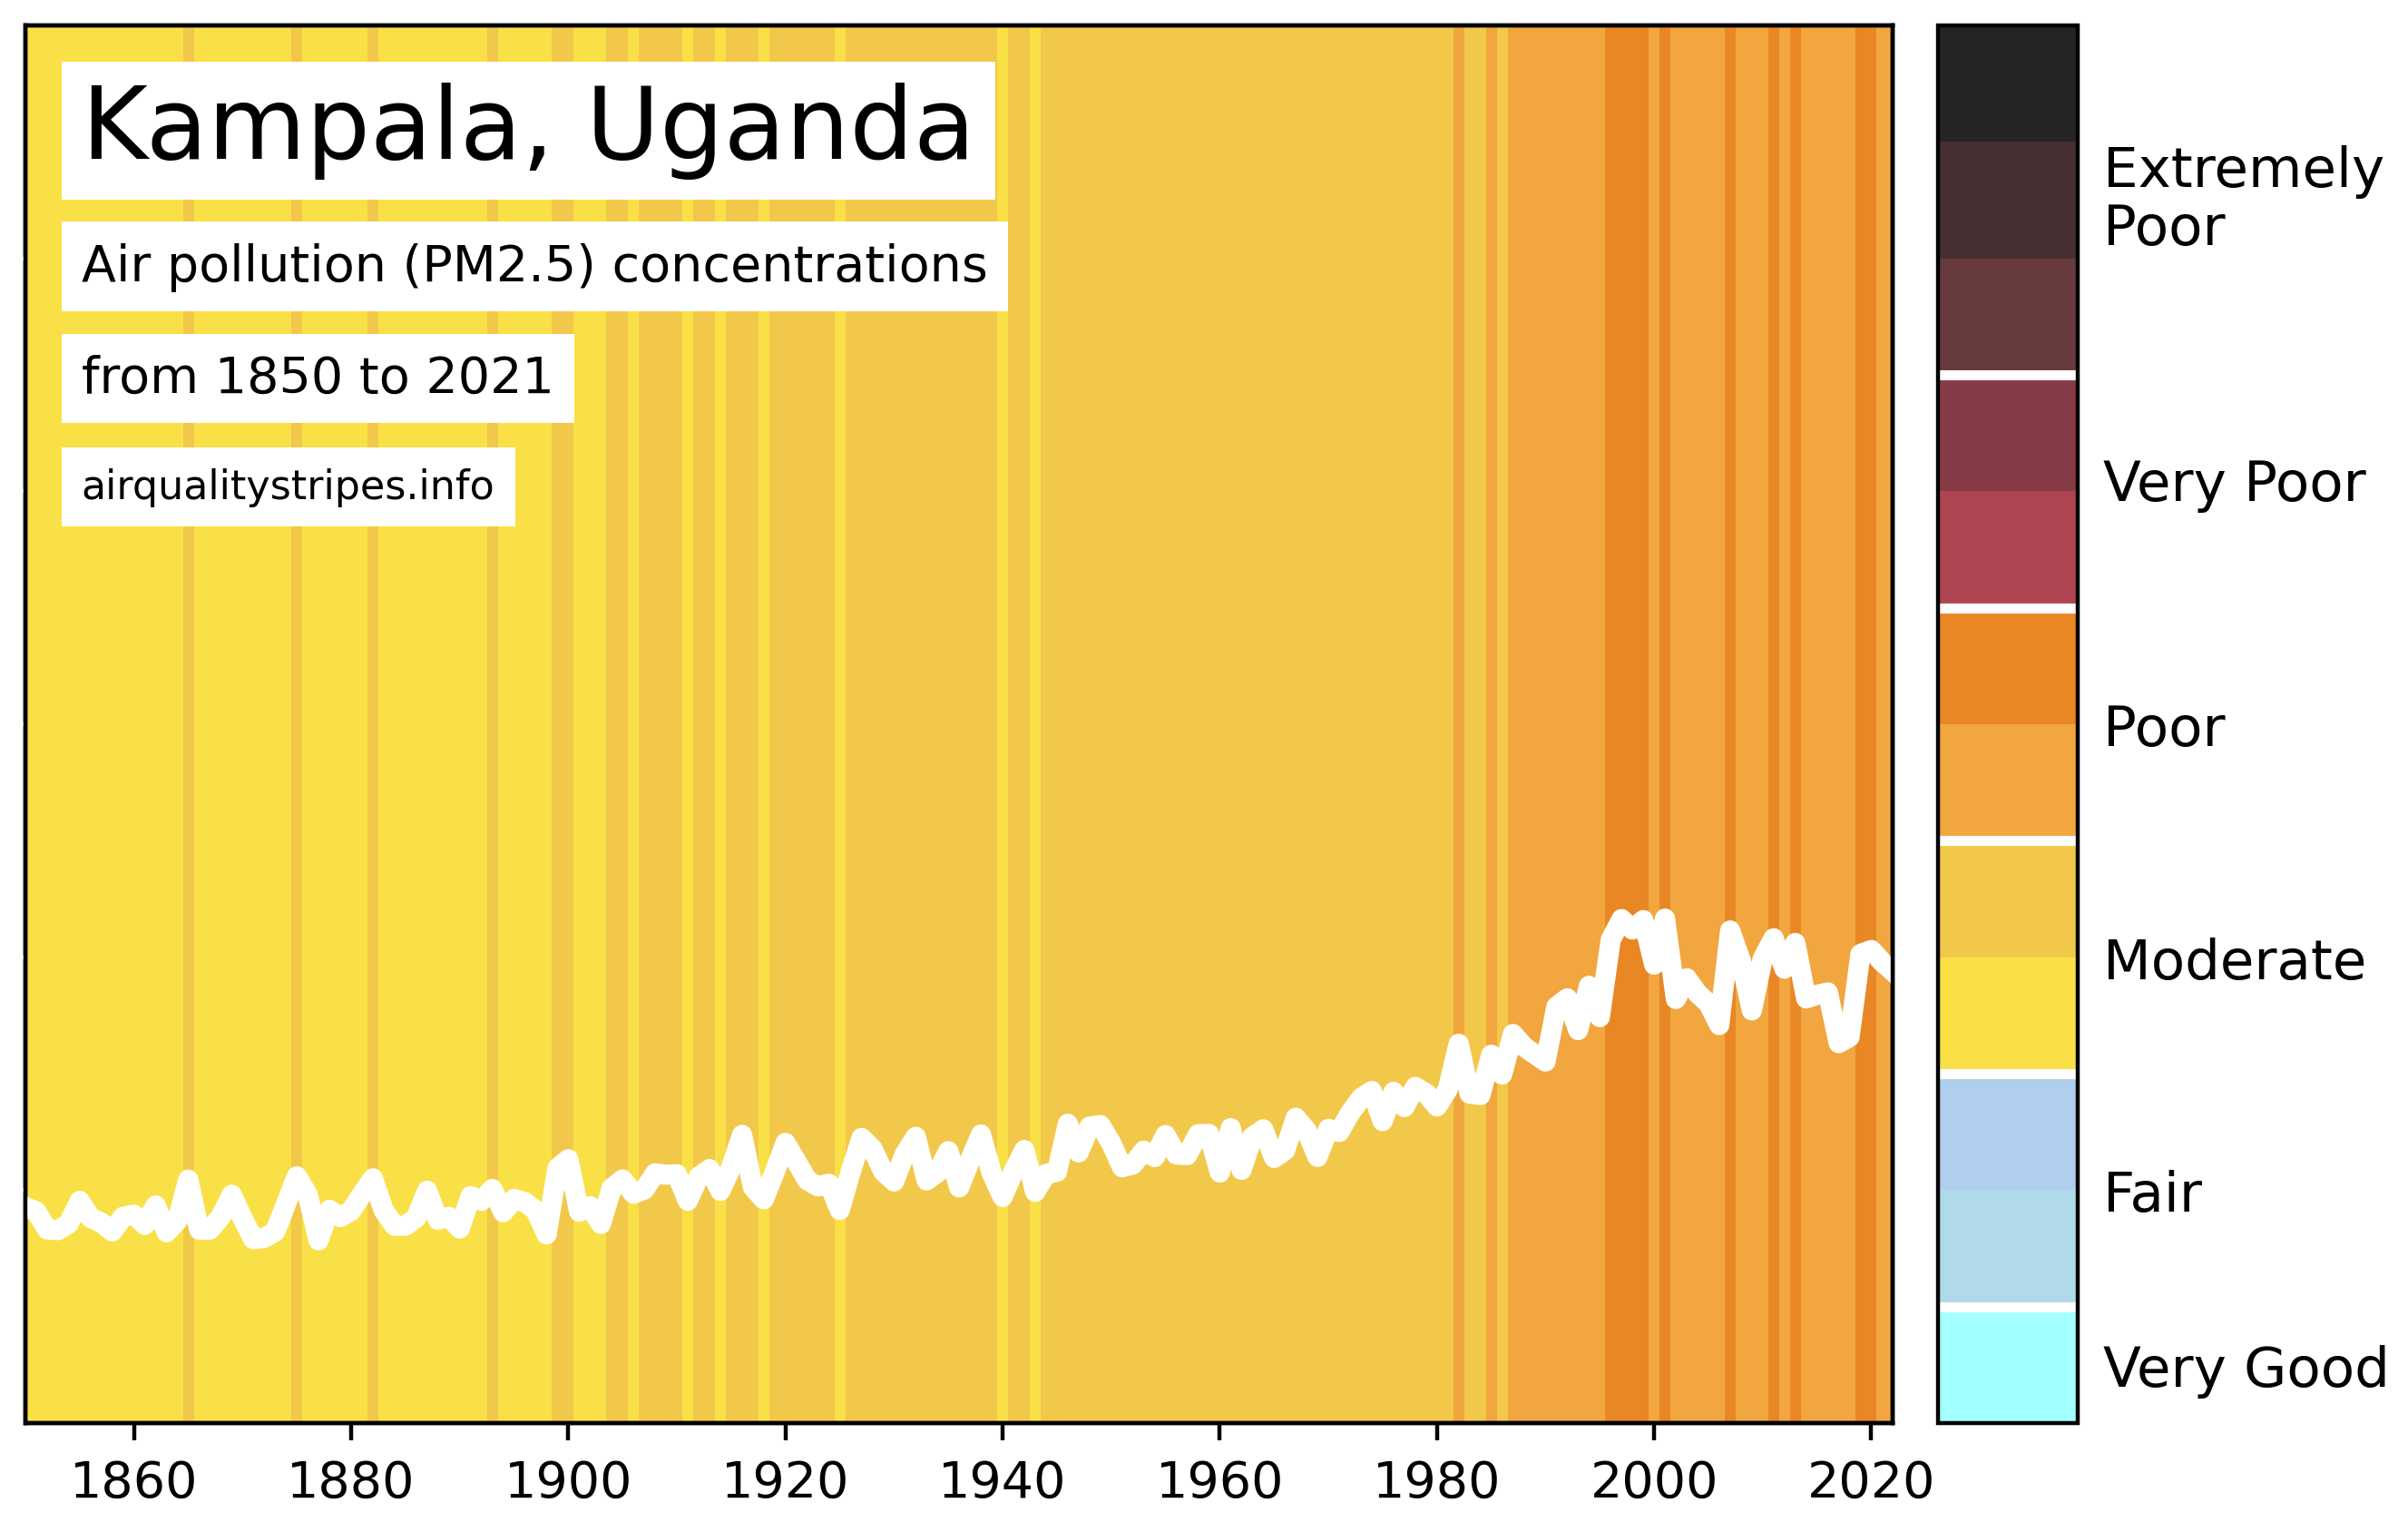 Kampala, Uganda
Air pollution (PM2.5) concentrations
from 1850 to 2021
airqualitystripes.info
Extremely
Poor
Very Poor
Poor
Moderate
Fair
Very Good
1860 1880 1900 1920 1940 1960 1980 2000 2020